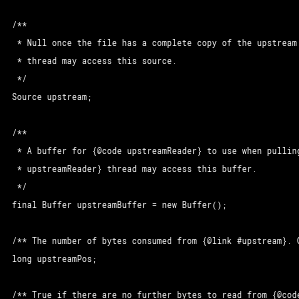 /**
* Null once the file has a complete copy of the upstream
* thread may access this source.
*/
Source upstream;
/**
* A buffer for {@code upstreamReader} to use when pulling
* upstreamReader} thread may access this buffer.
*/
final Buffer upstreamBuffer = new Buffer();
/** The number of bytes consumed from {@link #upstream}.
long upstreamPos;
/** True if there are no further bytes to read from {@code